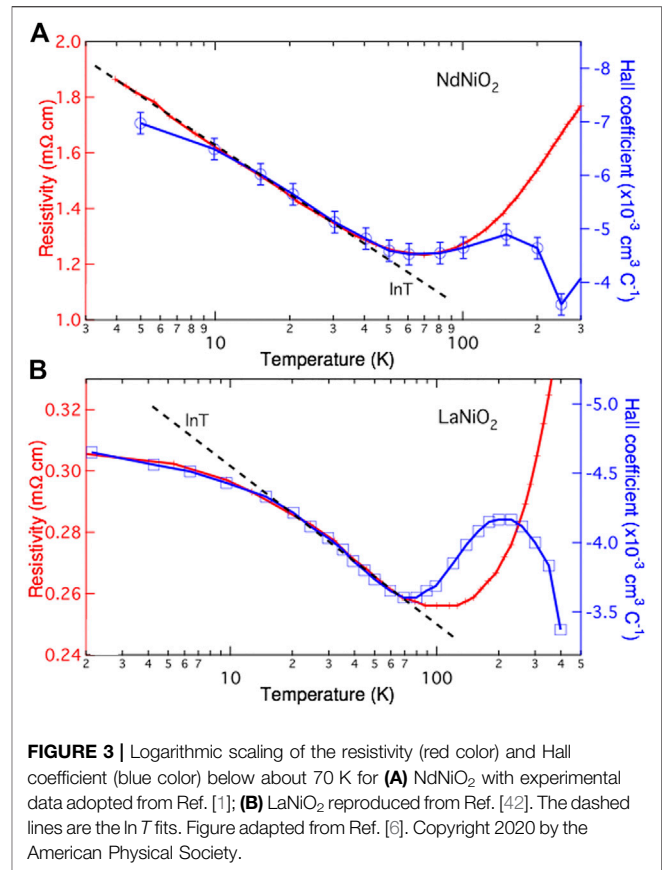 A
2.0
1.8
1.6
1.4
1.2
1.0
Resistivity (mΩ cm)
NdNiO2
lnT
-8
-7
-6
-5
-4
Hall coefficient (x10-3 cm3 C-1)
3 4 5 6 7 8 9 10 2 3 4 5 6 7 8 9 100 2 3
Temperature (K)
B
0.32
0.30
0.28
0.26
0.24
Resistivity (mΩ cm)
lnT
LaNiO2
-5.0
-4.5
-4.0
-3.5
Hall coefficient (x10-3 cm3 C-1)
2 3 4 5 6 7 10 2 3 4 5 6 7 100 2 3 4 5
Temperature (K)
FIGURE 3 | Logarithmic scaling of the resistivity (red color) and Hall
coefficient (blue color) below about 70 K for (A) NdNiO2 with experimental
data adopted from Ref. [1]; (B) LaNiO2 reproduced from Ref. [42]. The dashed
lines are the ln T fits. Figure adapted from Ref. [6]. Copyright 2020 by the
American Physical Society.